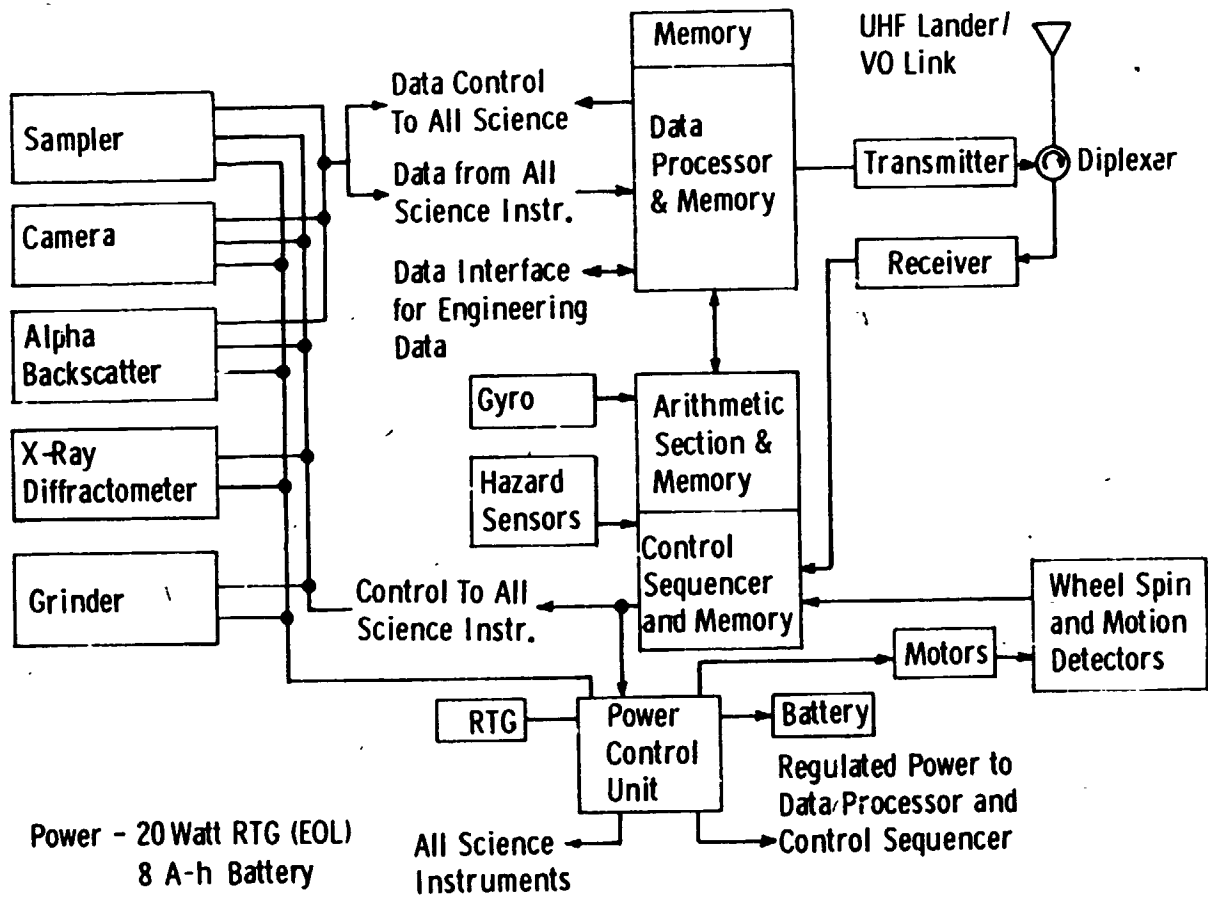 Memory
UHF Lander/
VO Link
Data Control
To All Science
Sampler
Data
Processor
& Memory
Transmitter
Diplexer
Data from All
Science Instr.
Camera
Receiver
Data Interface
for Engineering
Data
Alpha
Backscatter
Gyro
Arithmetic
Section &
Memory
X-Ray
Diffractometer
Hazard
Sensors
Control
Sequencer
and Memory
Grinder
Control To All
Science Instr.
Wheel Spin
and Motion
Detectors
Motors
RTG
Power
Control
Unit
Battery
Regulated Power to
Data Processor and
Control Sequencer
Power - 20 Watt RTG (EOL)
8 A-h Battery
All Science
Instruments